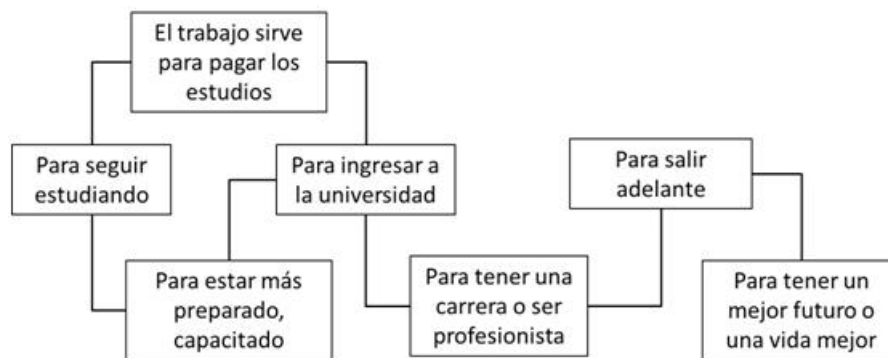 El trabajo sirve
para pagar los
estudios
Para seguir
estudiando
Para ingresar a
la universidad
Para salir
adelante
Para estar más
preparado,
capacitado
Para tener una
carrera o ser
profesionista
Para tener un
mejor futuro o
una vida mejor